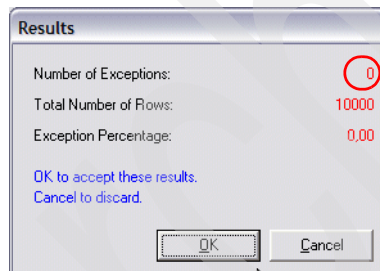 Results
Number of Exceptions: 0
Total Number of Rows: 10000
Exception Percentage: 0,00
OK to accept these results.
Cancel to discard.
OK Cancel